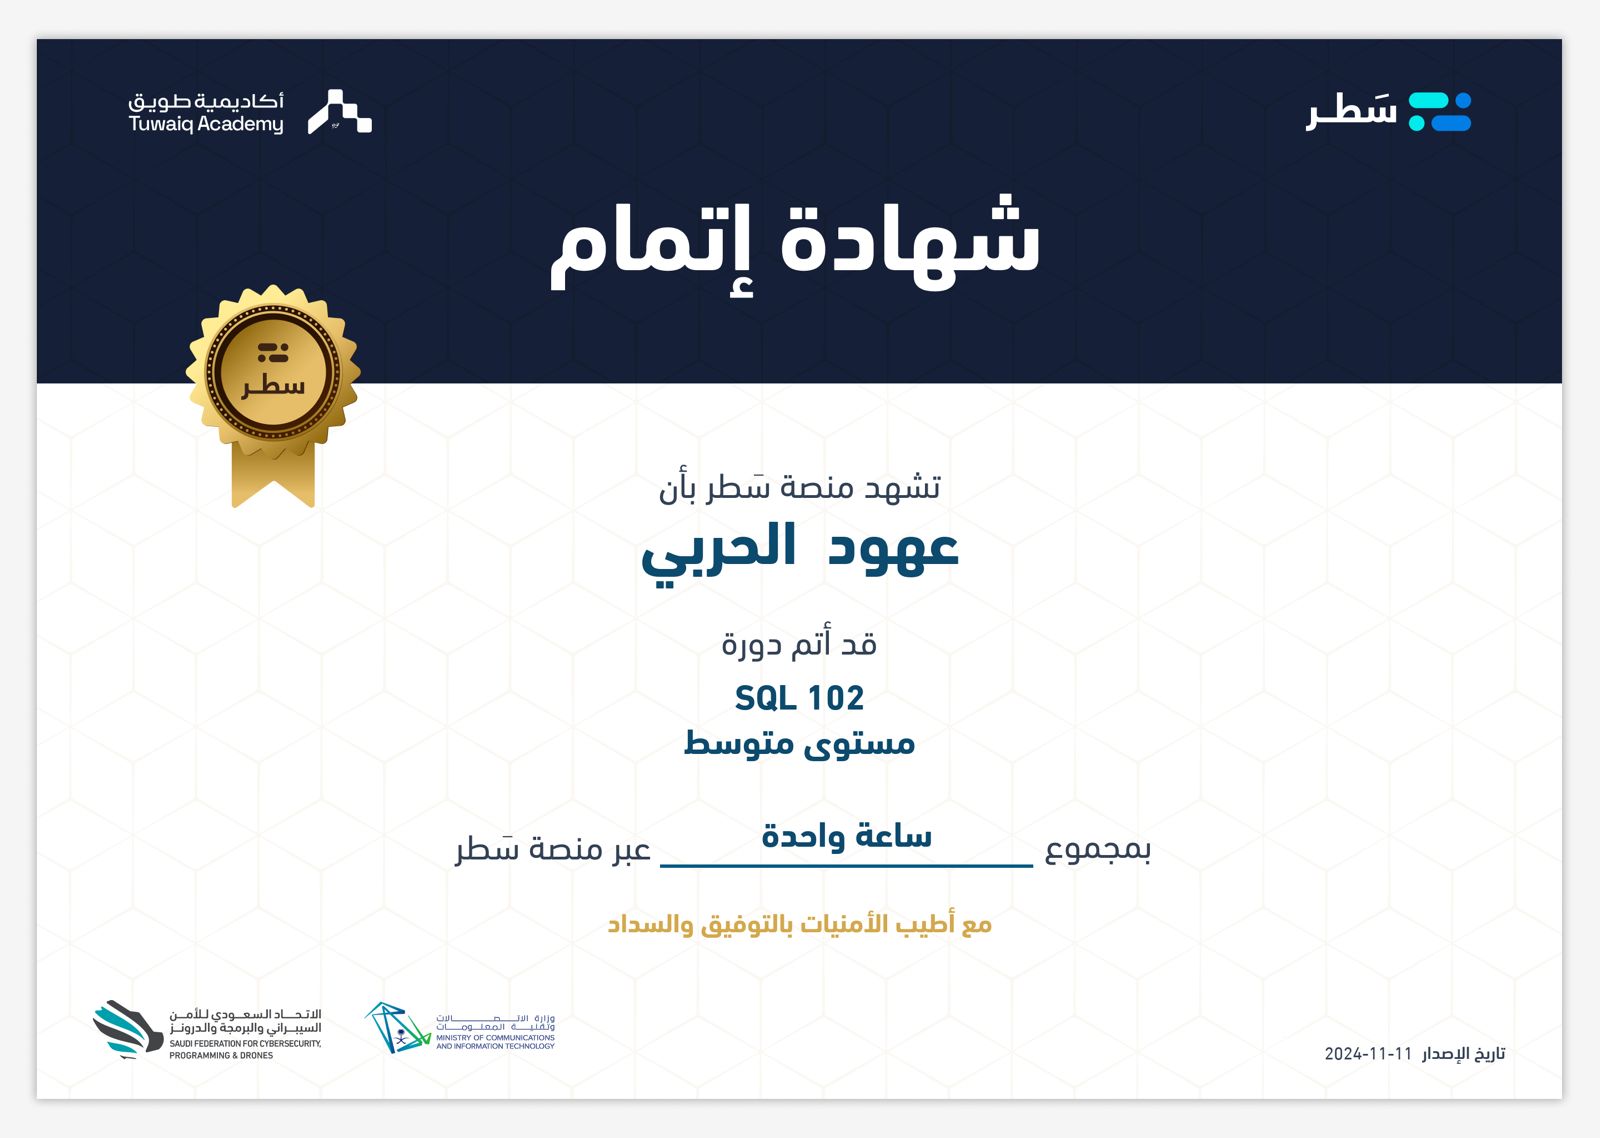 سَطر
أكاديمية طويق
Tuwaiq Academy
شهادة إتمام
سطر
تشهد منصة سَطر بأن
عهود الحربي
قد أتم دورة
SQL 102
مستوى متوسط
بمجموع ساعة واحدة عبر منصة سَطر
مع أطيب الأمنيات بالتوفيق والسداد
تاريخ الإصدار 11-11-2024
وزارة الاتصالات
وتقنية المعلومات
MINISTRY OF COMMUNICATIONS
AND INFORMATION TECHNOLOGY
الاتحاد السعودي للأمن
السيبراني والبرمجة والدرونز
SAUDI FEDERATION FOR CYBERSECURITY,
PROGRAMMING & DRONES